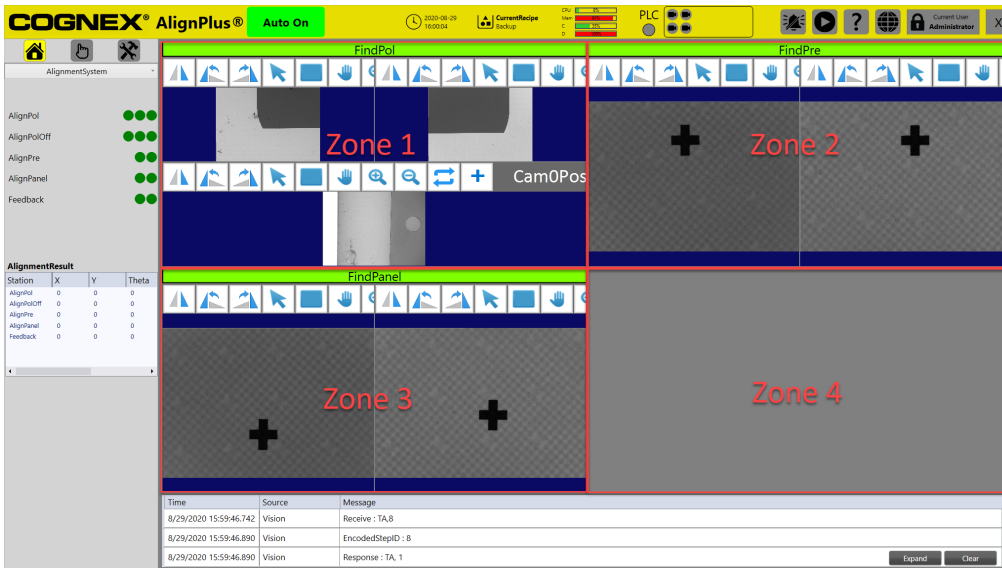 COGNEX® AlignPlus®
Auto On
2020-08-29
16:00:04
CurrentRecipe
Backup
CPU
Mem
C
D
PLC
Current User
Administrator
X
AlignmentSystem
AlignPol
AlignPolOff
AlignPre
AlignPanel
Feedback
AlignmentResult
Station X Y Theta
AlignPol 0 0 0
AlignPolOff 0 0 0
AlignPre 0 0 0
AlignPanel 0 0 0
Feedback 0 0 0
FindPol
Zone 1
Cam0Pos
FindPre
Zone 2
FindPanel
Zone 3
Zone 4
Time Source Message
8/29/2020 15:59:46.742 Vision Receive : TA,8
8/29/2020 15:59:46.890 Vision EncodedStepID : 8
8/29/2020 15:59:46.890 Vision Response : TA, 1
Expand Clear